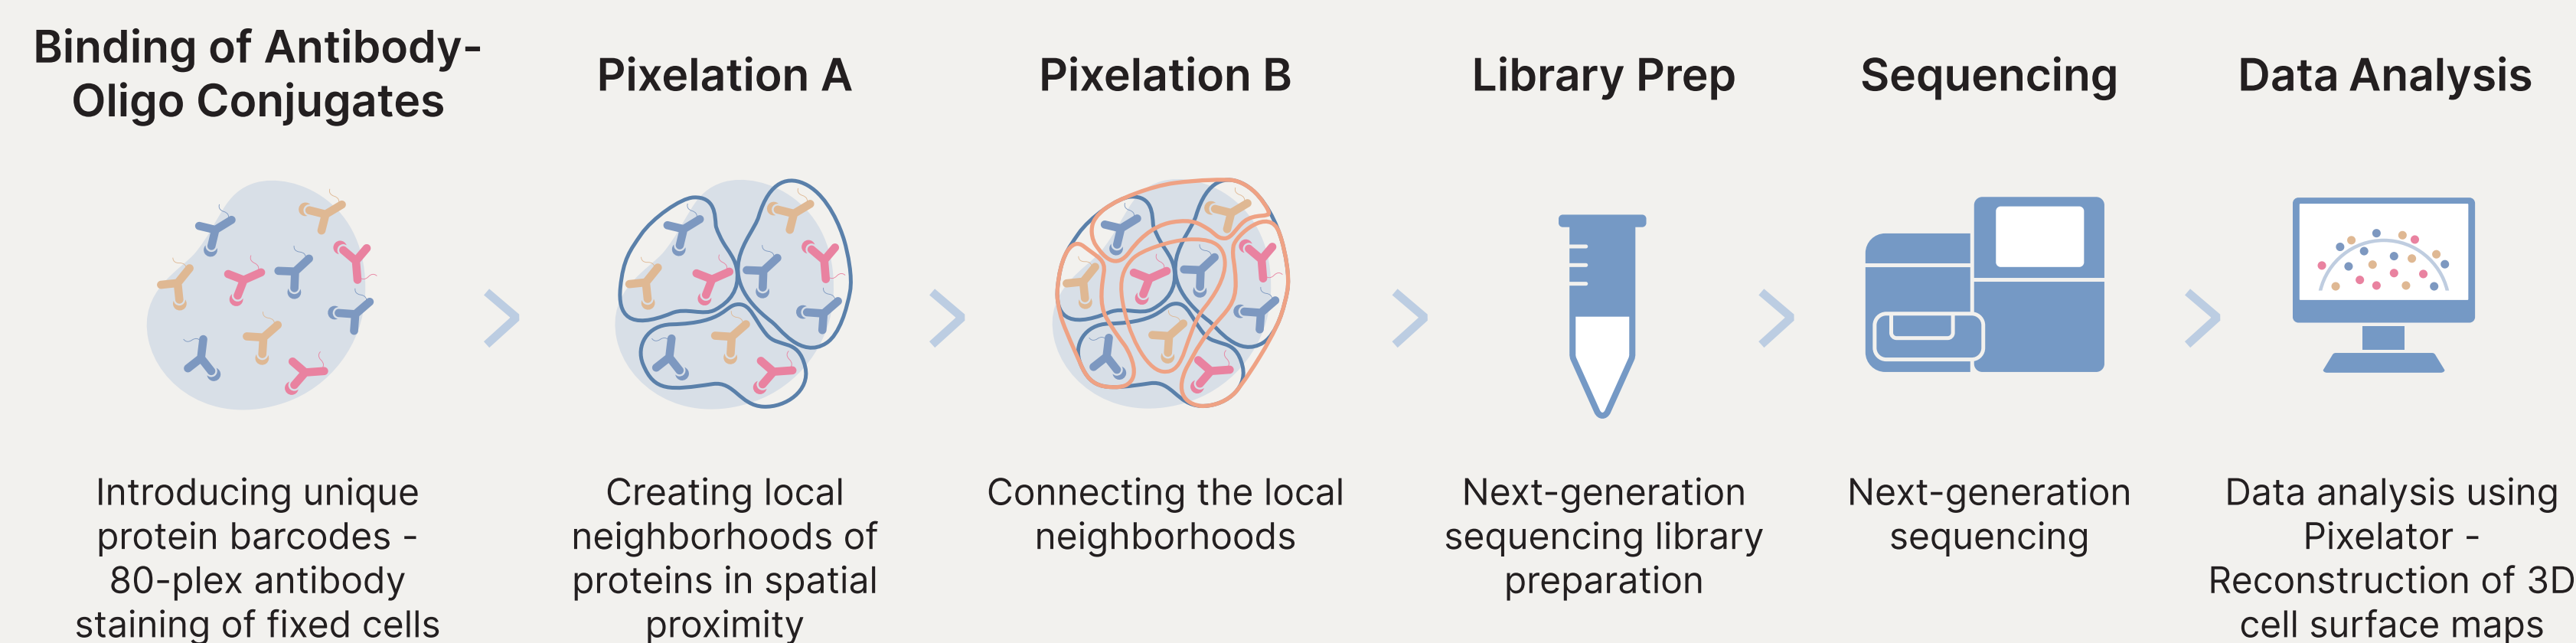 Binding of Antibody-
Oligo Conjugates
Introducing unique
protein barcodes -
80-plex antibody
staining of fixed cells
Pixelation A
Creating local
neighborhoods of
proteins in spatial
proximity
Pixelation B
Connecting the local
neighborhoods
Library Prep
Next-generation
sequencing library
preparation
Sequencing
Next-generation
sequencing
Data Analysis
Data analysis using
Pixelator -
Reconstruction of 3D
cell surface maps